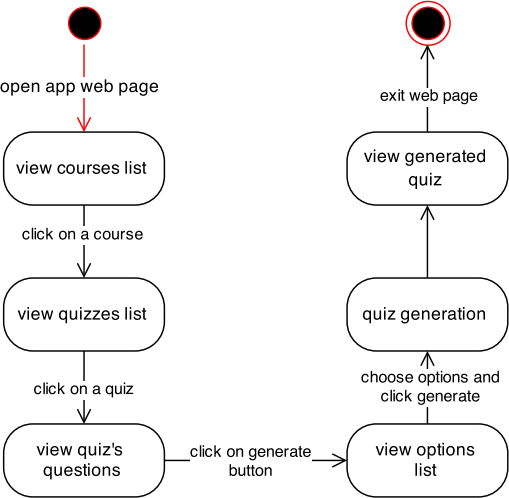 open app web page
view courses list
click on a course
view quizzes list
click on a quiz
view quiz's
questions
click on generate
button
view options
list
choose options and
click generate
quiz generation
view generated
quiz
exit web page